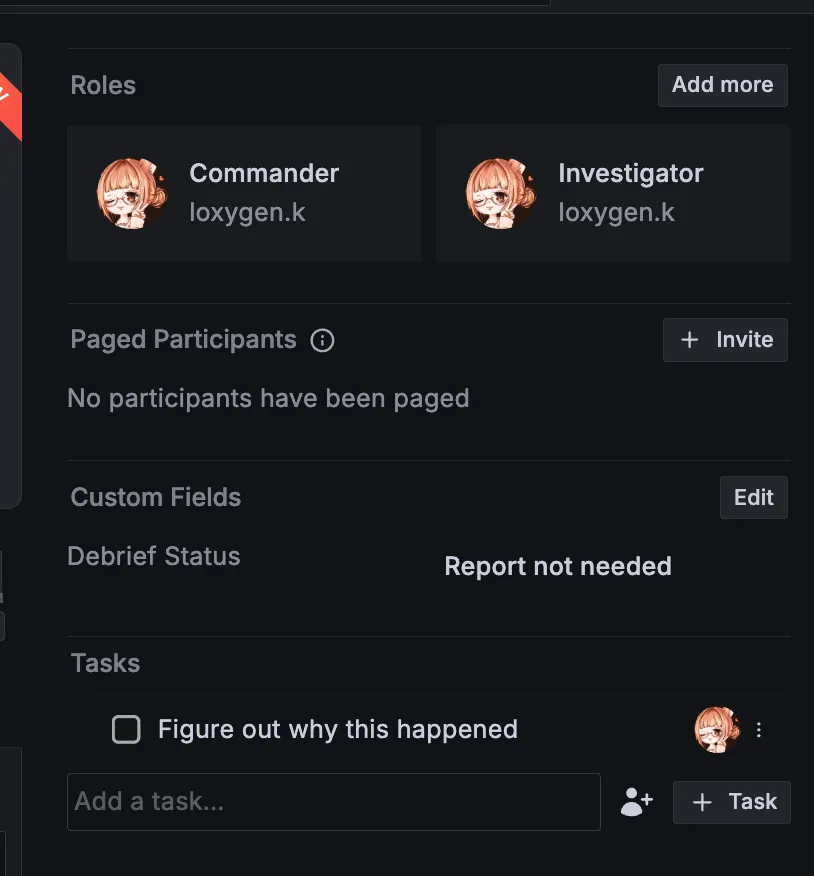 Roles
Add more
Commander
loxygen.k
Investigator
loxygen.k
Paged Participants
Invite
No participants have been paged
Custom Fields
Edit
Debrief Status
Report not needed
Tasks
Figure out why this happened
Add a task...
Task